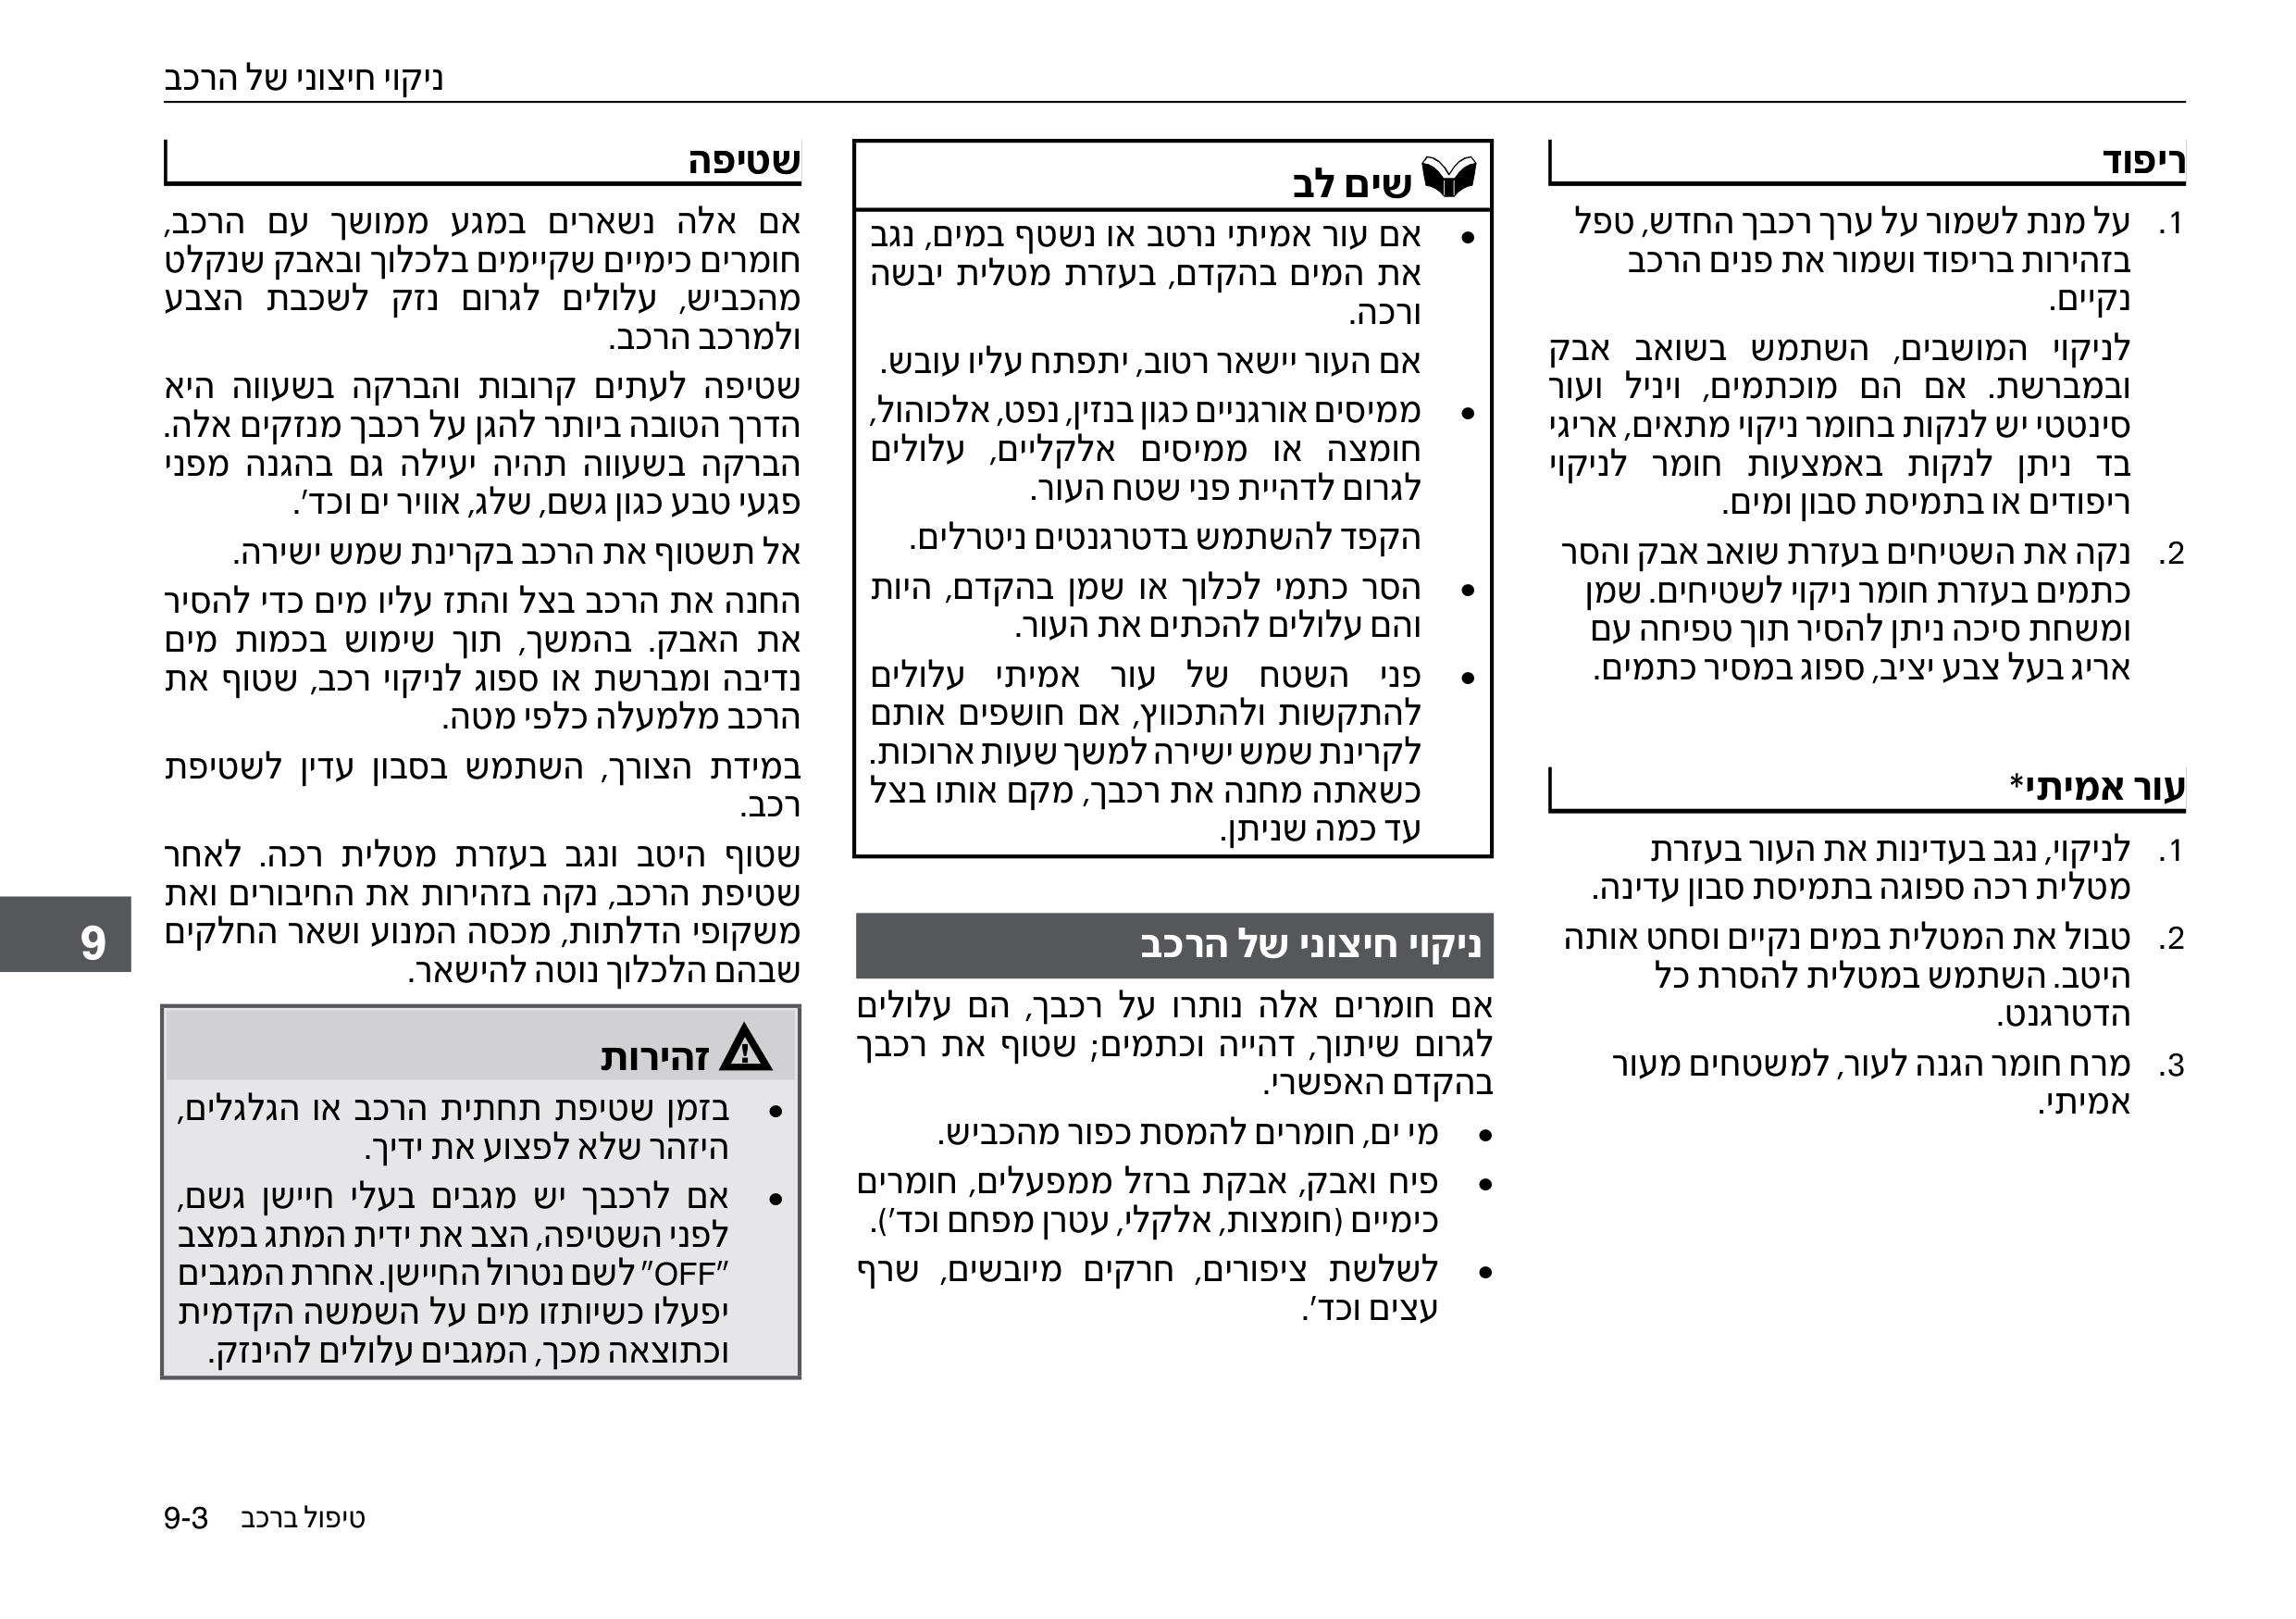 ניקוי חיצוני של הרכב
ריפוד
1. על מנת לשמור על ערך רכבך החדש, טפל
בזהירות בריפוד ושמור את פנים הרכב
נקיים.
לניקוי המושבים, השתמש בשואב אבק
ובמברשת. אם הם מוכתמים, ויניל ועור
סינטטי יש לנקות בחומר ניקוי מתאים, אריגי
בד ניתן לנקות באמצעות חומר לניקוי
ריפודים או בתמיסת סבון ומים.
2. נקה את השטיחים בעזרת שואב אבק והסר
כתמים בעזרת חומר ניקוי לשטיחים. שמן
ומשחת סיכה ניתן להסיר תוך טפיחה עם
אריג בעל צבע יציב, ספוג במסיר כתמים.
עור אמיתי*
1. לניקוי, נגב בעדינות את העור בעזרת
מטלית רכה ספוגה בתמיסת סבון עדינה.
2. טבול את המטלית במים נקיים וסחט אותה
היטב. השתמש במטלית להסרת כל
הדטרגנט.
3. מרח חומר הגנה לעור, למשטחים מעור
אמיתי.
שים לב
• אם עור אמיתי נרטב או נשטף במים, נגב
את המים בהקדם, בעזרת מטלית יבשה
ורכה.
אם העור יישאר רטוב, יתפתח עליו עובש.
• ממיסים אורגניים כגון בנזין, נפט, אלכוהול,
חומצה או ממיסים אלקליים, עלולים
לגרום לדהיית פני שטח העור.
הקפד להשתמש בדטרגנטים ניטרלים.
• הסר כתמי לכלוך או שמן בהקדם, היות
והם עלולים להכתים את העור.
• פני השטח של עור אמיתי עלולים
להתקשות ולהתכווץ, אם חושפים אותם
לקרינת שמש ישירה למשך שעות ארוכות.
כשאתה מחנה את רכבך, מקם אותו בצל
עד כמה שניתן.
ניקוי חיצוני של הרכב
אם חומרים אלה נותרו על רכבך, הם עלולים
לגרום שיתוך, דהייה וכתמים; שטוף את רכבך
בהקדם האפשרי.
• מי ים, חומרים להמסת כפור מהכביש.
• פיח ואבק, אבקת ברזל ממפעלים, חומרים
כימיים (חומצות, אלקלי, עטרן מפחם וכד').
• לשלשת ציפורים, חרקים מיובשים, שרף
עצים וכד'.
שטיפה
אם אלה נשארים במגע ממושך עם הרכב,
חומרים כימיים שקיימים בלכלוך ובאבק שנקלט
מהכביש, עלולים לגרום נזק לשכבת הצבע
ולמרכב הרכב.
שטיפה לעתים קרובות והברקה בשעווה היא
הדרך הטובה ביותר להגן על רכבך מנזקים אלה.
הברקה בשעווה תהיה יעילה גם בהגנה מפני
פגעי טבע כגון גשם, שלג, אוויר ים וכד'.
אל תשטוף את הרכב בקרינת שמש ישירה.
החנה את הרכב בצל והתז עליו מים כדי להסיר
את האבק. בהמשך, תוך שימוש בכמות מים
נדיבה ומברשת או ספוג לניקוי רכב, שטוף את
הרכב מלמעלה כלפי מטה.
במידת הצורך, השתמש בסבון עדין לשטיפת
רכב.
שטוף היטב ונגב בעזרת מטלית רכה. לאחר
שטיפת הרכב, נקה בזהירות את החיבורים ואת
משקופי הדלתות, מכסה המנוע ושאר החלקים
שבהם הלכלוך נוטה להישאר.
זהירות
• בזמן שטיפת תחתית הרכב או הגלגלים,
היזהר שלא לפצוע את ידיך.
• אם לרכבך יש מגבים בעלי חיישן גשם,
לפני השטיפה, הצב את ידית המתג במצב
"OFF" לשם נטרול החיישן. אחרת המגבים
יפעלו כשיותזו מים על השמשה הקדמית
וכתוצאה מכך, המגבים עלולים להינזק.
9
טיפול ברכב 9-3